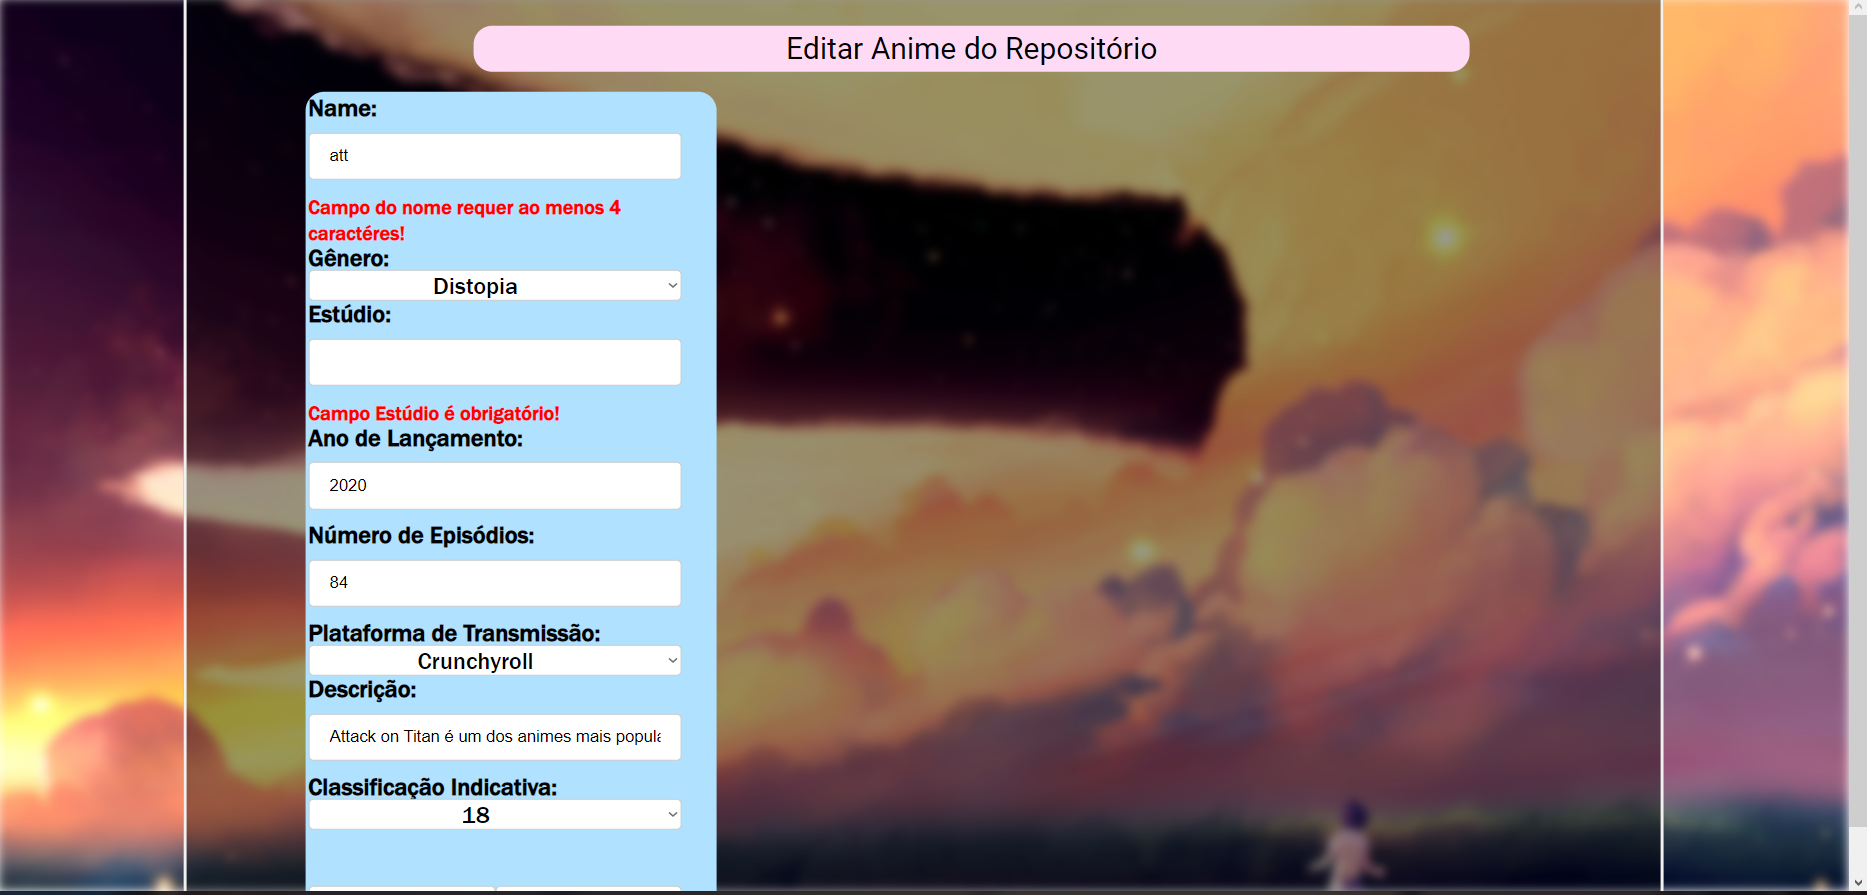 Editar Anime do Repositório
Name:
att
Campo do nome requer ao menos 4
caractéres!
Gênero:
Distopia
Estúdio:
Campo Estúdio é obrigatório!
Ano de Lançamento:
2020
Número de Episódios:
84
Plataforma de Transmissão:
Crunchyroll
Descrição:
Attack on Titan é um dos animes mais popula
Classificação Indicativa:
18